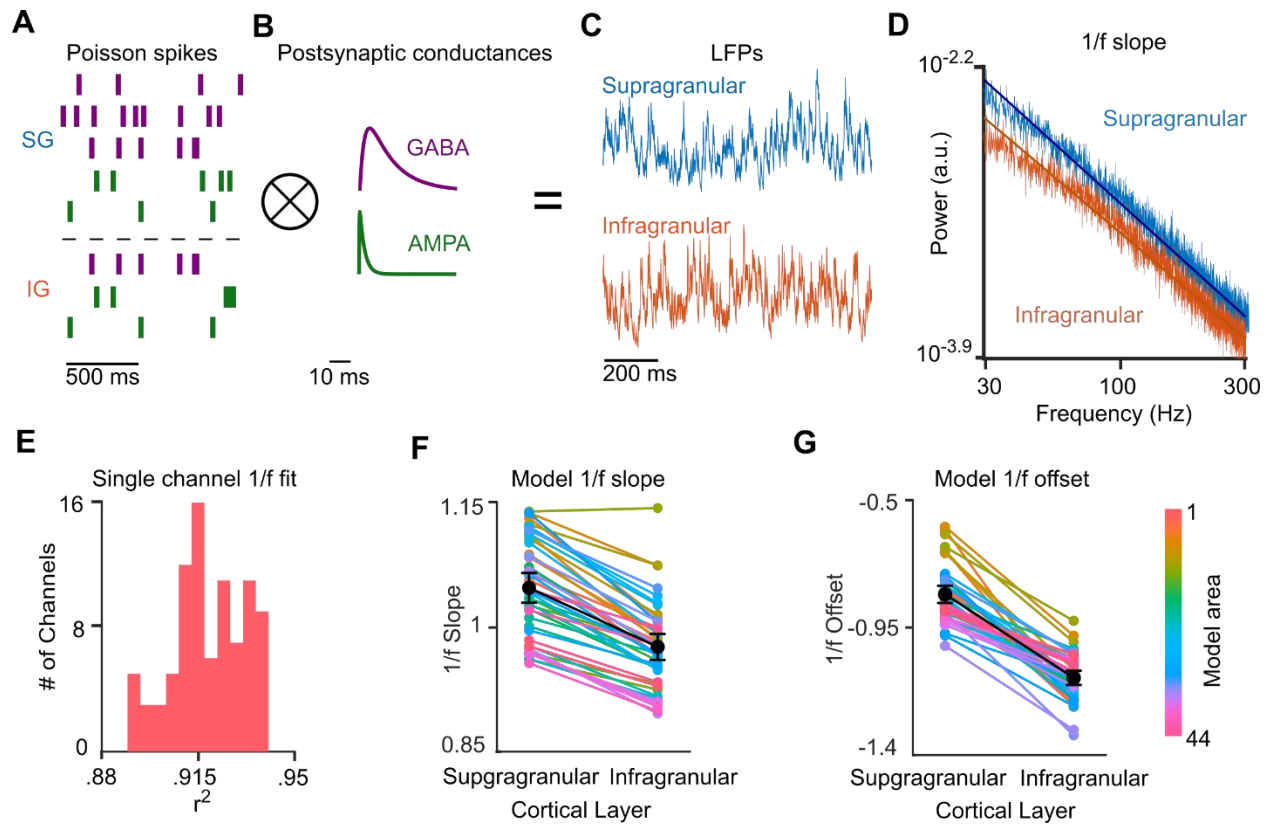 A
Poisson spikes
SG
IG
500 ms
B
Postsynaptic conductances
GABA
AMPA
10 ms
=
C
LFPs
Supragranular
Infragranular
200 ms
D
1/f slope
10-2.2
Supragranular
Power (a.u.)
Infragranular
10-3.9
30 100 300
Frequency (Hz)
E
Single channel 1/f fit
16
# of Channels
8
0
.88 .915 .95
r2
F
Model 1/f slope
1.15
1/f Slope
1
0.85
Supgragranular Infragranular
Cortical Layer
G
Model 1/f offset
-0.5
1/f Offset
-0.95
-1.4
Suppgragranular Infragranular
Cortical Layer
1
Model area
44